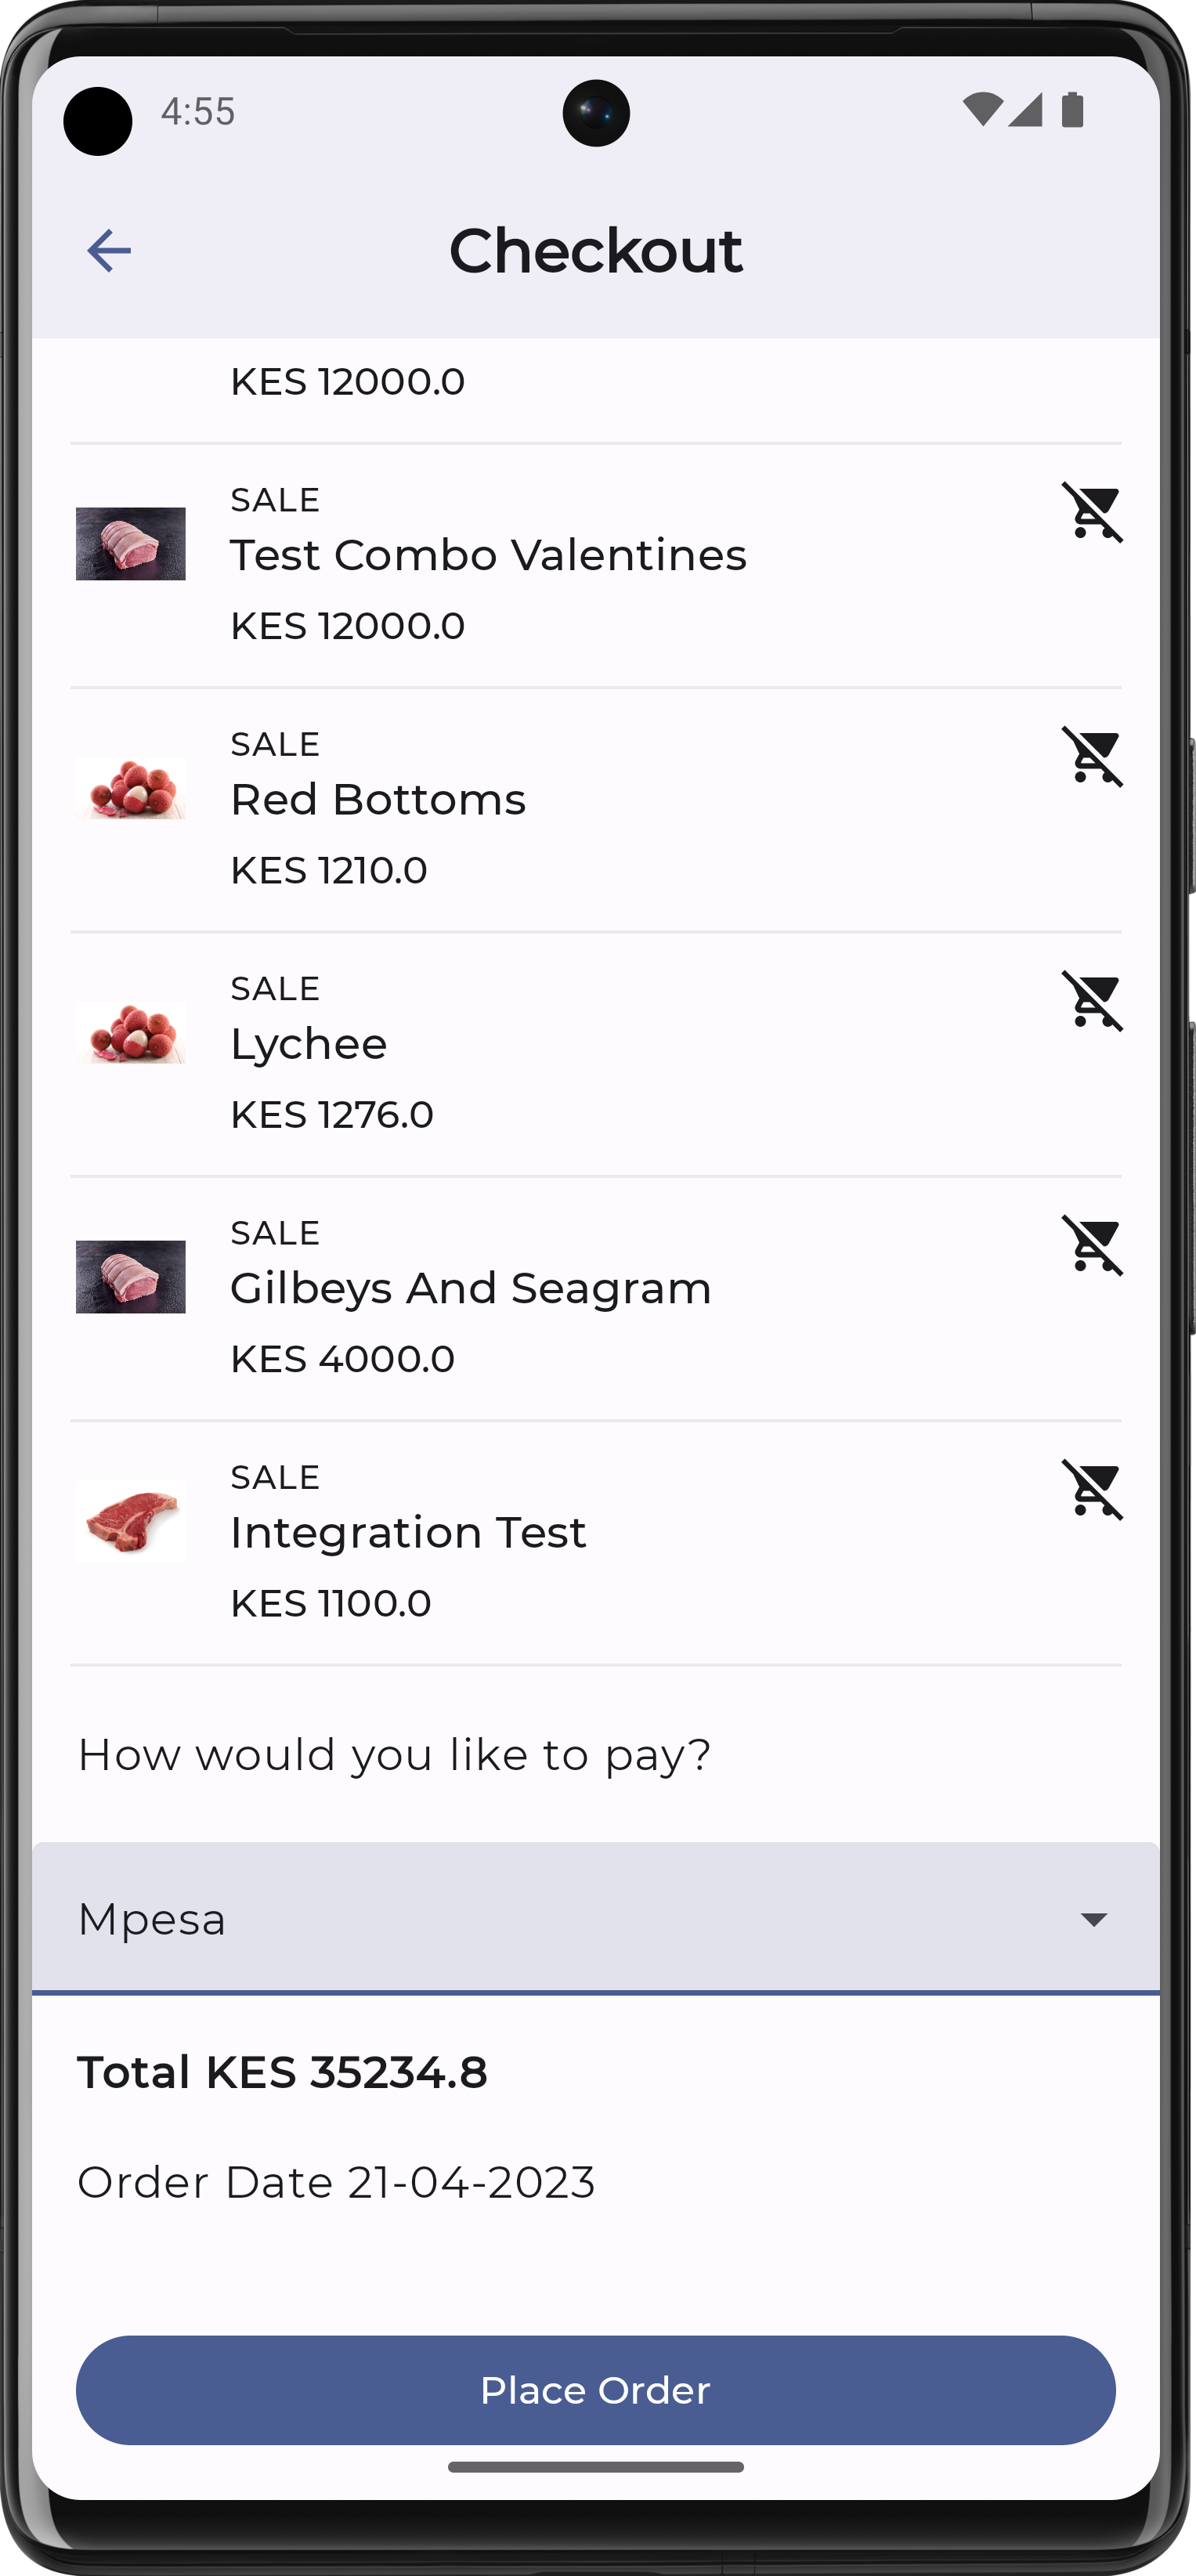 4:55
Checkout
KES 12000.0
SALE
Test Combo Valentines
KES 12000.0
SALE
Red Bottoms
KES 1210.0
SALE
Lychee
KES 1276.0
SALE
Gilbeys And Seagram
KES 4000.0
SALE
Integration Test
KES 1100.0
How would you like to pay?
Mpesa
Total KES 35234.8
Order Date 21-04-2023
Place Order